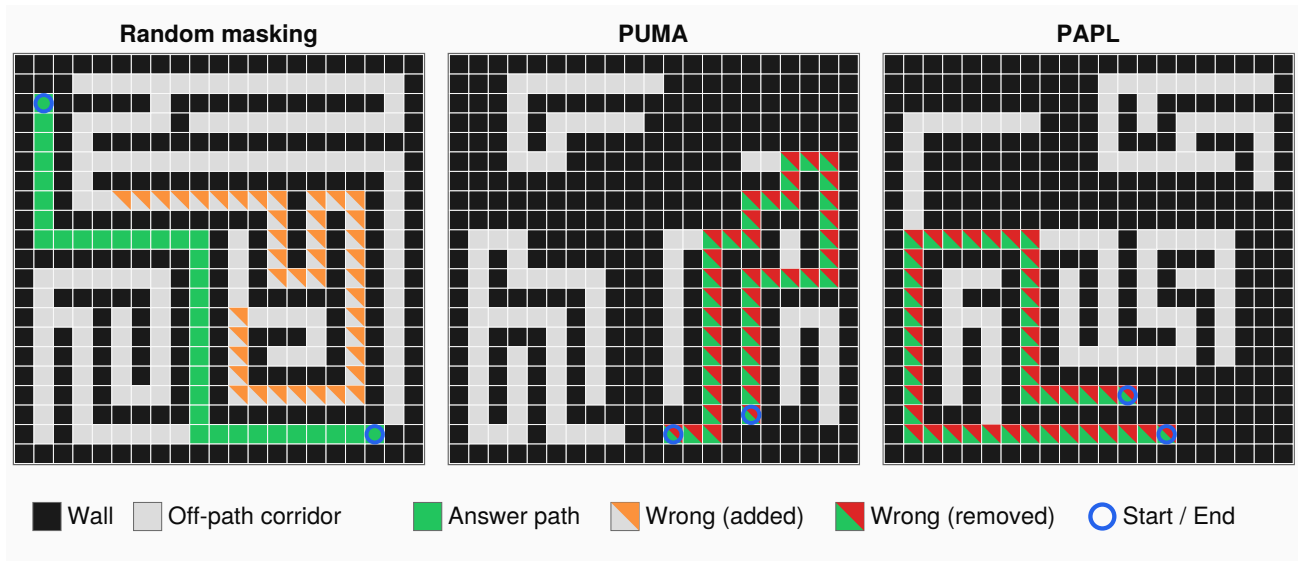 Random masking
PUMA
PAPL
Wall
Off-path corridor
Answer path
Wrong (added)
Wrong (removed)
Start / End